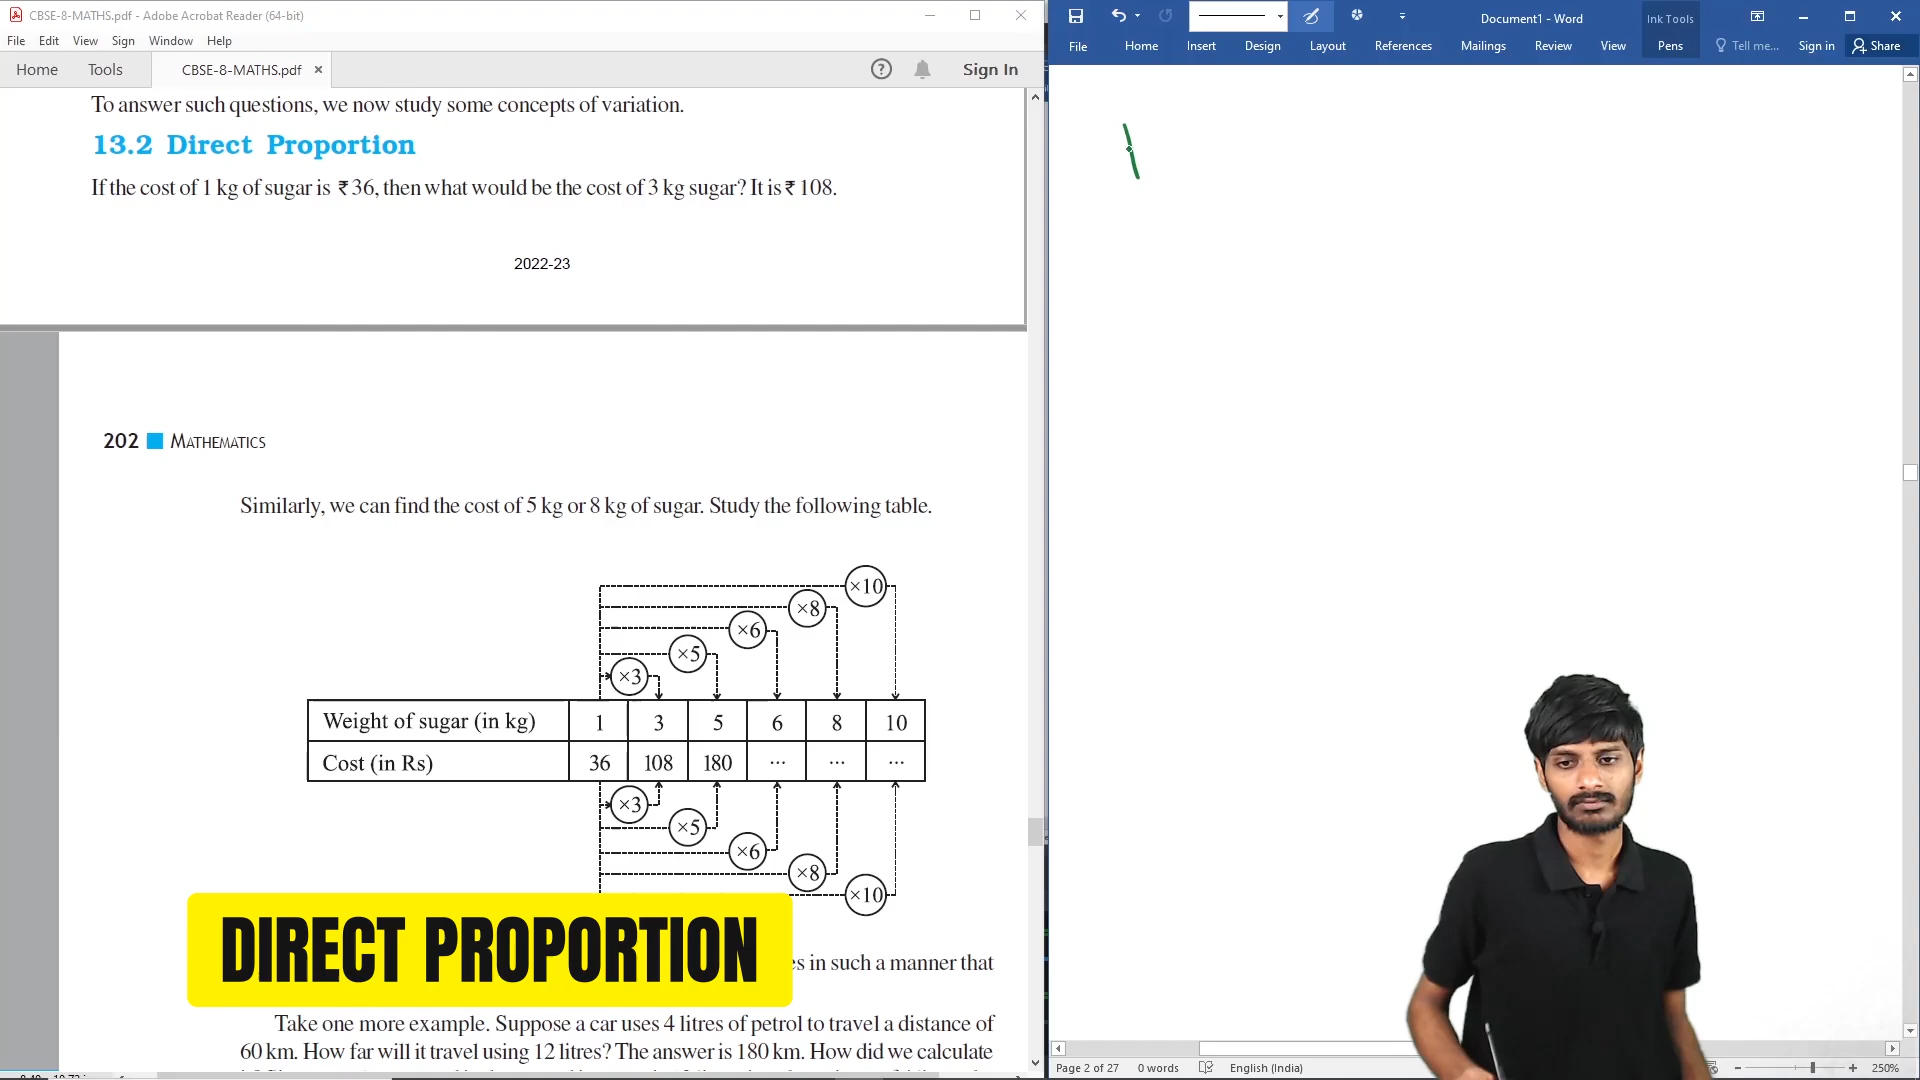 CBSE-8-MATHS.pdf - Adobe Acrobat Reader (64-bit)
File Edit View Sign Window Help
Home Tools CBSE-8-MATHS.pdf × Sign In
To answer such questions, we now study some concepts of variation.
13.2 Direct Proportion
If the cost of 1 kg of sugar is ₹ 36, then what would be the cost of 3 kg sugar? It is ₹ 108.
2022-23
202 MATHEMATICS
Similarly, we can find the cost of 5 kg or 8 kg of sugar. Study the following table.
×10
×8
×6
×5
×3
Weight of sugar (in kg) 1 3 5 6 8 10
Cost (in Rs) 36 108 180 ... ... ...
×3
×5
×6
×8
×10
DIRECT PROPORTION
es in such a manner that
Take one more example. Suppose a car uses 4 litres of petrol to travel a distance of
60 km. How far will it travel using 12 litres? The answer is 180 km. How did we calculate
Document1 - Word
Ink Tools
File Home Insert Design Layout References Mailings Review View Pens Tell me... Sign in Share
Page 2 of 27 0 words English (India) 250%